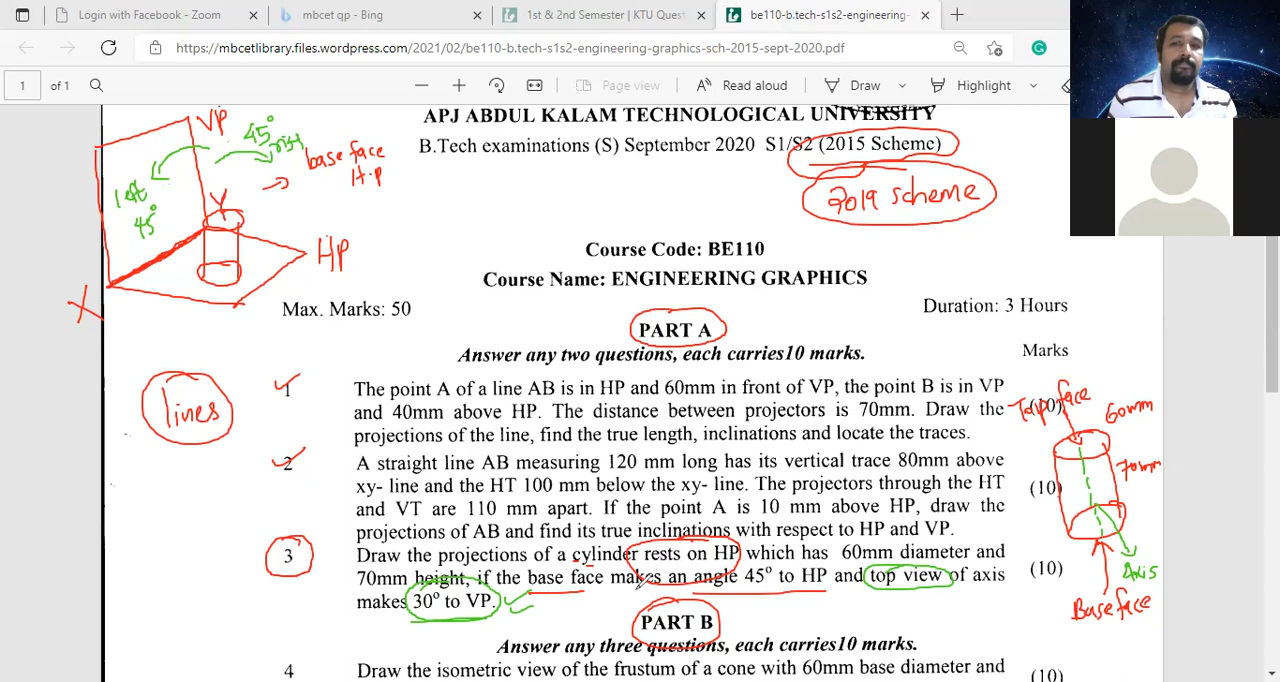 Login with Facebook - Zoom
mbcet qp - Bing
1st & 2nd Semester | KTU Quest
be110-b.tech-s1s2-engineering-
https://mbcetlibrary.files.wordpress.com/2021/02/be110-b.tech-s1s2-engineering-graphics-sch-2015-sept-2020.pdf
1 of 1
Page view
Read aloud
Draw
Highlight
APJ ABDUL KALAM TECHNOLOGICAL UNIVERSITY
B.Tech examinations (S) September 2020 S1/S2 (2015 Scheme)
2019 scheme
VP
45°
left
45°
base face
H.P
Y
HP
X
Course Code: BE110
Course Name: ENGINEERING GRAPHICS
Max. Marks: 50
Duration: 3 Hours
PART A
Answer any two questions, each carries10 marks.
Marks
lines
1 The point A of a line AB is in HP and 60mm in front of VP, the point B is in VP (10)
and 40mm above HP. The distance between projectors is 70mm. Draw the
projections of the line, find the true length, inclinations and locate the traces.
2 A straight line AB measuring 120 mm long has its vertical trace 80mm above
xy- line and the HT 100 mm below the xy- line. The projectors through the HT (10)
and VT are 110 mm apart. If the point A is 10 mm above HP, draw the
projections of AB and find its true inclinations with respect to HP and VP.
3 Draw the projections of a cylinder rests on HP which has 60mm diameter and
70mm height, if the base face makes an angle 45° to HP and top view of axis (10)
makes 30° to VP.
Top face
60mm
70mm
Axis
Base face
PART B
Answer any three questions, each carries10 marks.
4 Draw the isometric view of the frustum of a cone with 60mm base diameter and (10)